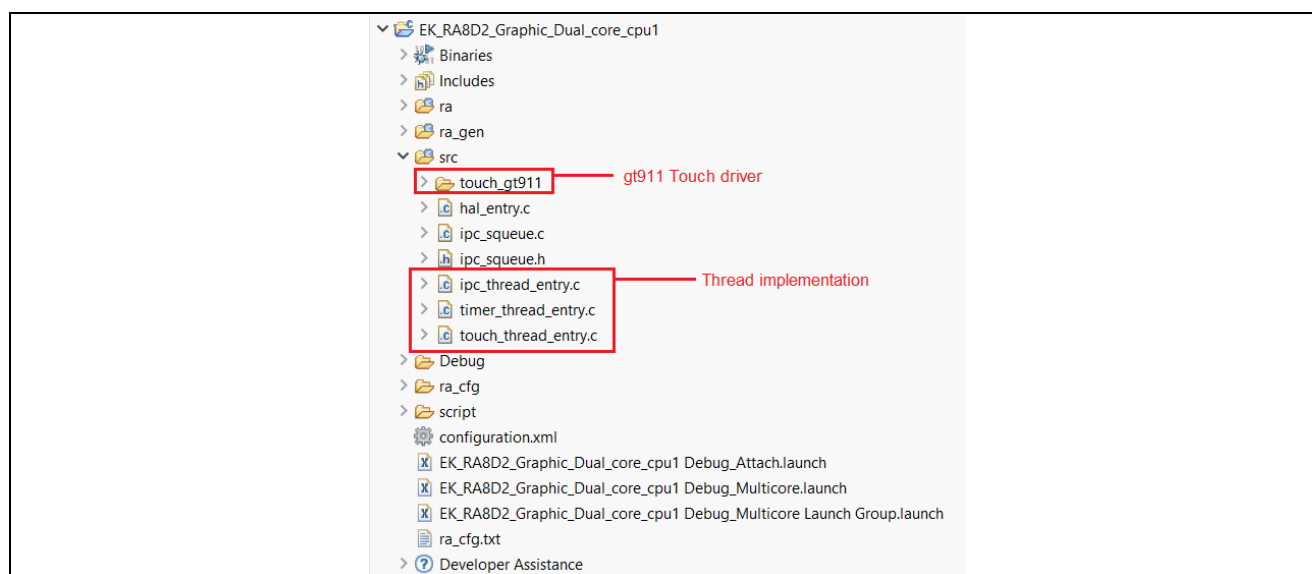 EK_RA8D2_Graphic_Dual_core_cpu1
Binaries
Includes
ra
ra_gen
src
touch_gt911 gt911 Touch driver
hal_entry.c
ipc_squeue.c
ipc_squeue.h
ipc_thread_entry.c Thread implementation
timer_thread_entry.c
touch_thread_entry.c
Debug
ra_cfg
script
configuration.xml
EK_RA8D2_Graphic_Dual_core_cpu1 Debug_Attach.launch
EK_RA8D2_Graphic_Dual_core_cpu1 Debug_Multicore.launch
EK_RA8D2_Graphic_Dual_core_cpu1 Debug_Multicore Launch Group.launch
ra_cfg.txt
Developer Assistance